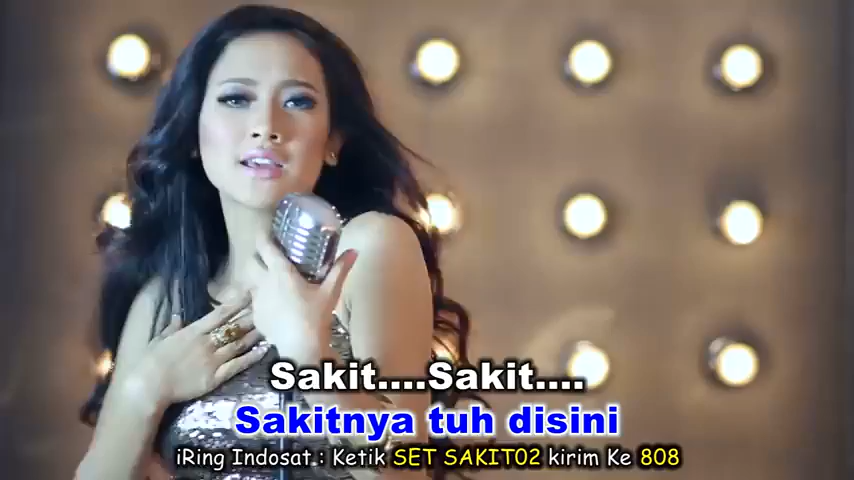 Sakit....Sakit....
Sakitnya tuh disini
iRing Indosat : Ketik SET SAKIT02 kirim Ke 808